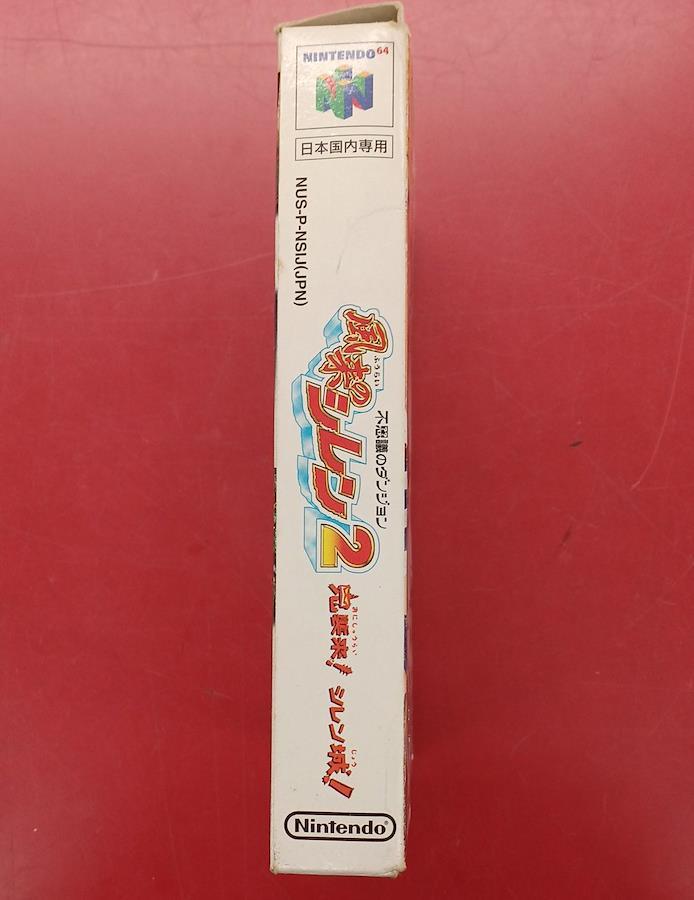 NINTENDO64
日本国内専用
NUS-P-NSIJ(JPN)
不思議のダンジョン
ふうらい
風来のシレン2
おにしゅうらい
鬼襲来!
じょう
シレン城!
Nintendo®